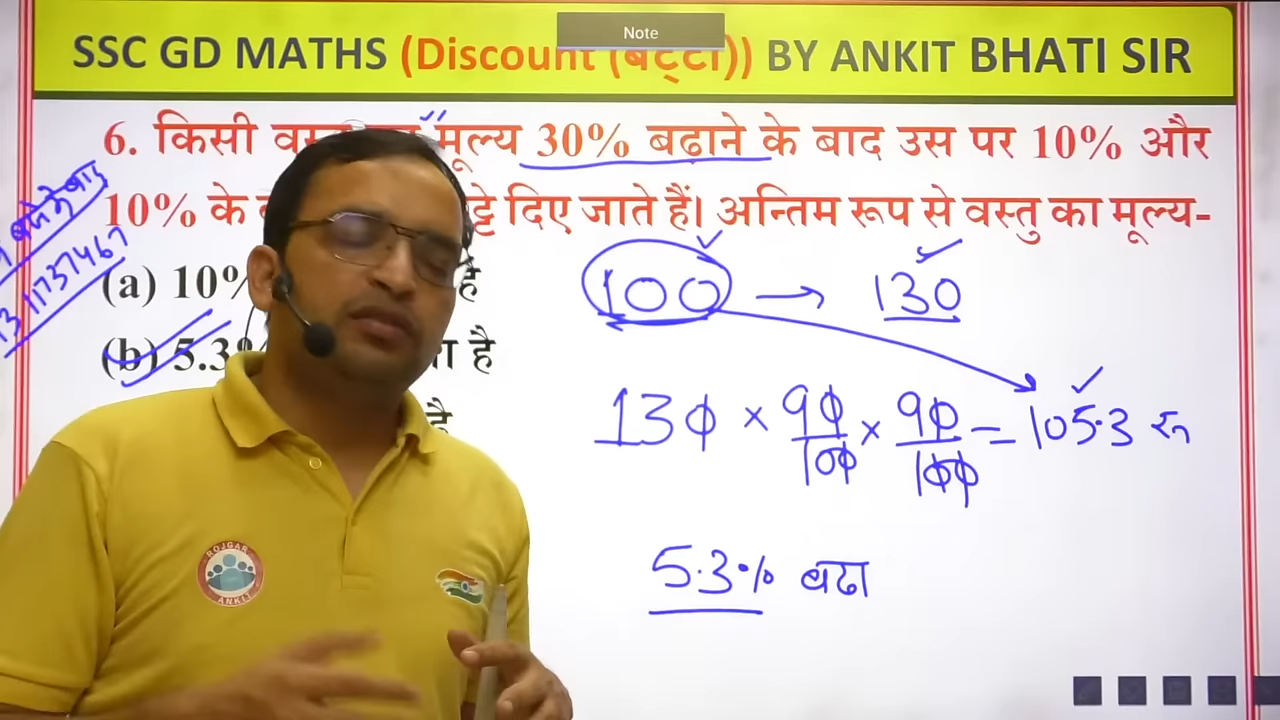 Note
SSC GD MATHS (Discount (बट्टा)) BY ANKIT BHATI SIR
6. किसी मूल्य 30% बढाने के बाद उस पर 10% और
10% के दिए जाते हैं। अन्तिम रूप से वस्तु का मूल्य-
(a) 10% है
(b) 5.3% है
है
100 → 130
130 × 90/100 × 90/100 = 105.3 रू
5.3% बढा
ROJGAR
ANKIT